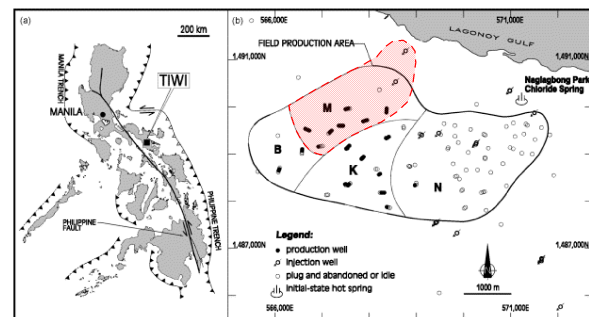 (a)
200 km
MANILA TRENCH
TIWI
MANILA
PHILIPPINE TRENCH
PHILIPPINE
FAULT
(b)
566,000E
571,000E
LAGONOY GULF
FIELD PRODUCTION AREA
1,491,000N
1,491,000N
Naglagbong Park
Chloride Spring
M
B
K
N
Legend:
production well
injection well
plug and abandoned or idle
initial-state hot spring
1,487,000N
1,487,000N
1000 m
566,000E
571,000E